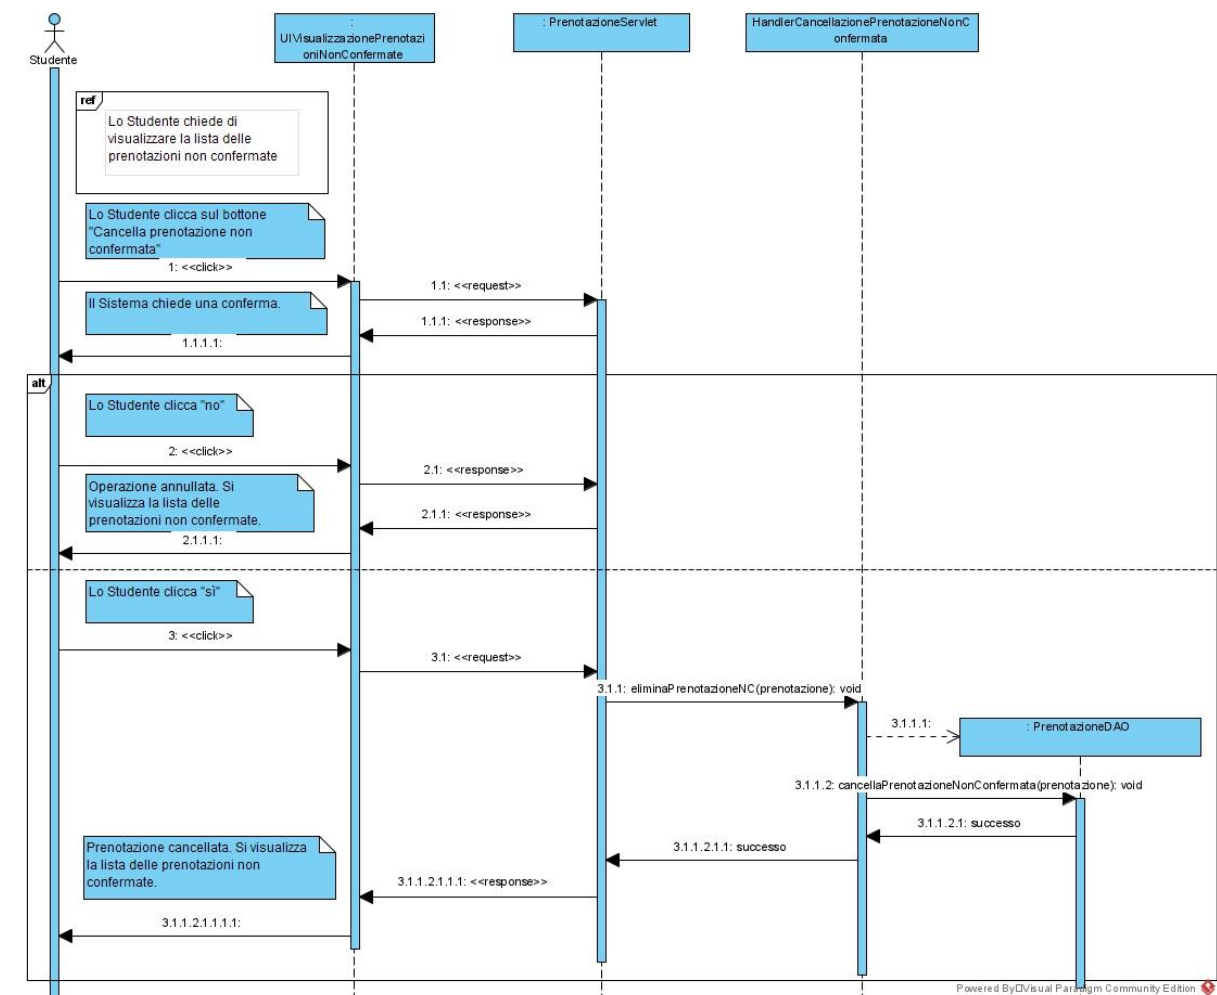 Studente
:
UIVisualizzazionePrenotazi
oniNonConfermate
: PrenotazioneServlet
HandlerCancellazionePrenotazioneNonC
onfermata
ref
Lo Studente chiede di
visualizzare la lista delle
prenotazioni non confermate
Lo Studente clicca sul bottone
"Cancella prenotazione non
confermata"
1: <<click>>
1.1: <<request>>
Il Sistema chiede una conferma.
1.1.1: <<response>>
1.1.1.1:
alt
Lo Studente clicca "no"
2: <<click>>
2.1: <<response>>
Operazione annullata. Si
visualizza la lista delle
prenotazioni non confermate.
2.1.1: <<response>>
2.1.1.1:
Lo Studente clicca "sì"
3: <<click>>
3.1: <<request>>
3.1.1: eliminaPrenotazioneNC(prenotazione): void
3.1.1.1:
: PrenotazioneDAO
3.1.1.2: cancellaPrenotazioneNonConfermata(prenotazione): void
3.1.1.2.1: successo
3.1.1.2.1.1: successo
Prenotazione cancellata. Si visualizza
la lista delle prenotazioni non
confermate.
3.1.1.2.1.1.1: <<response>>
3.1.1.2.1.1.1.1:
Powered By Visual Paradigm Community Edition